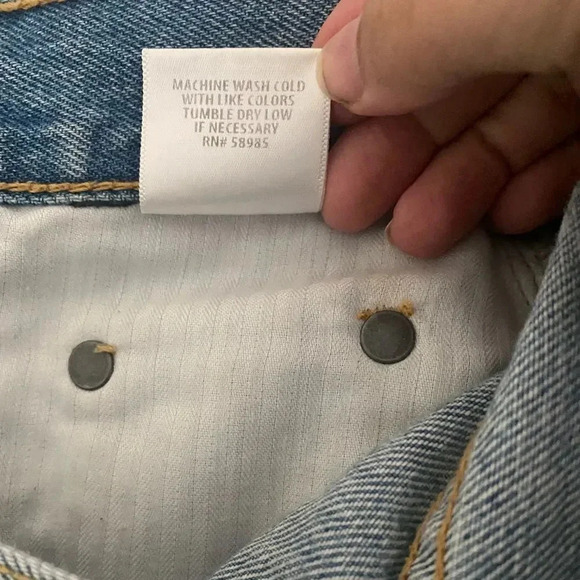 MACHINE WASH COLD
WITH LIKE COLORS
TUMBLE DRY LOW
IF NECESSARY
RN# 58985